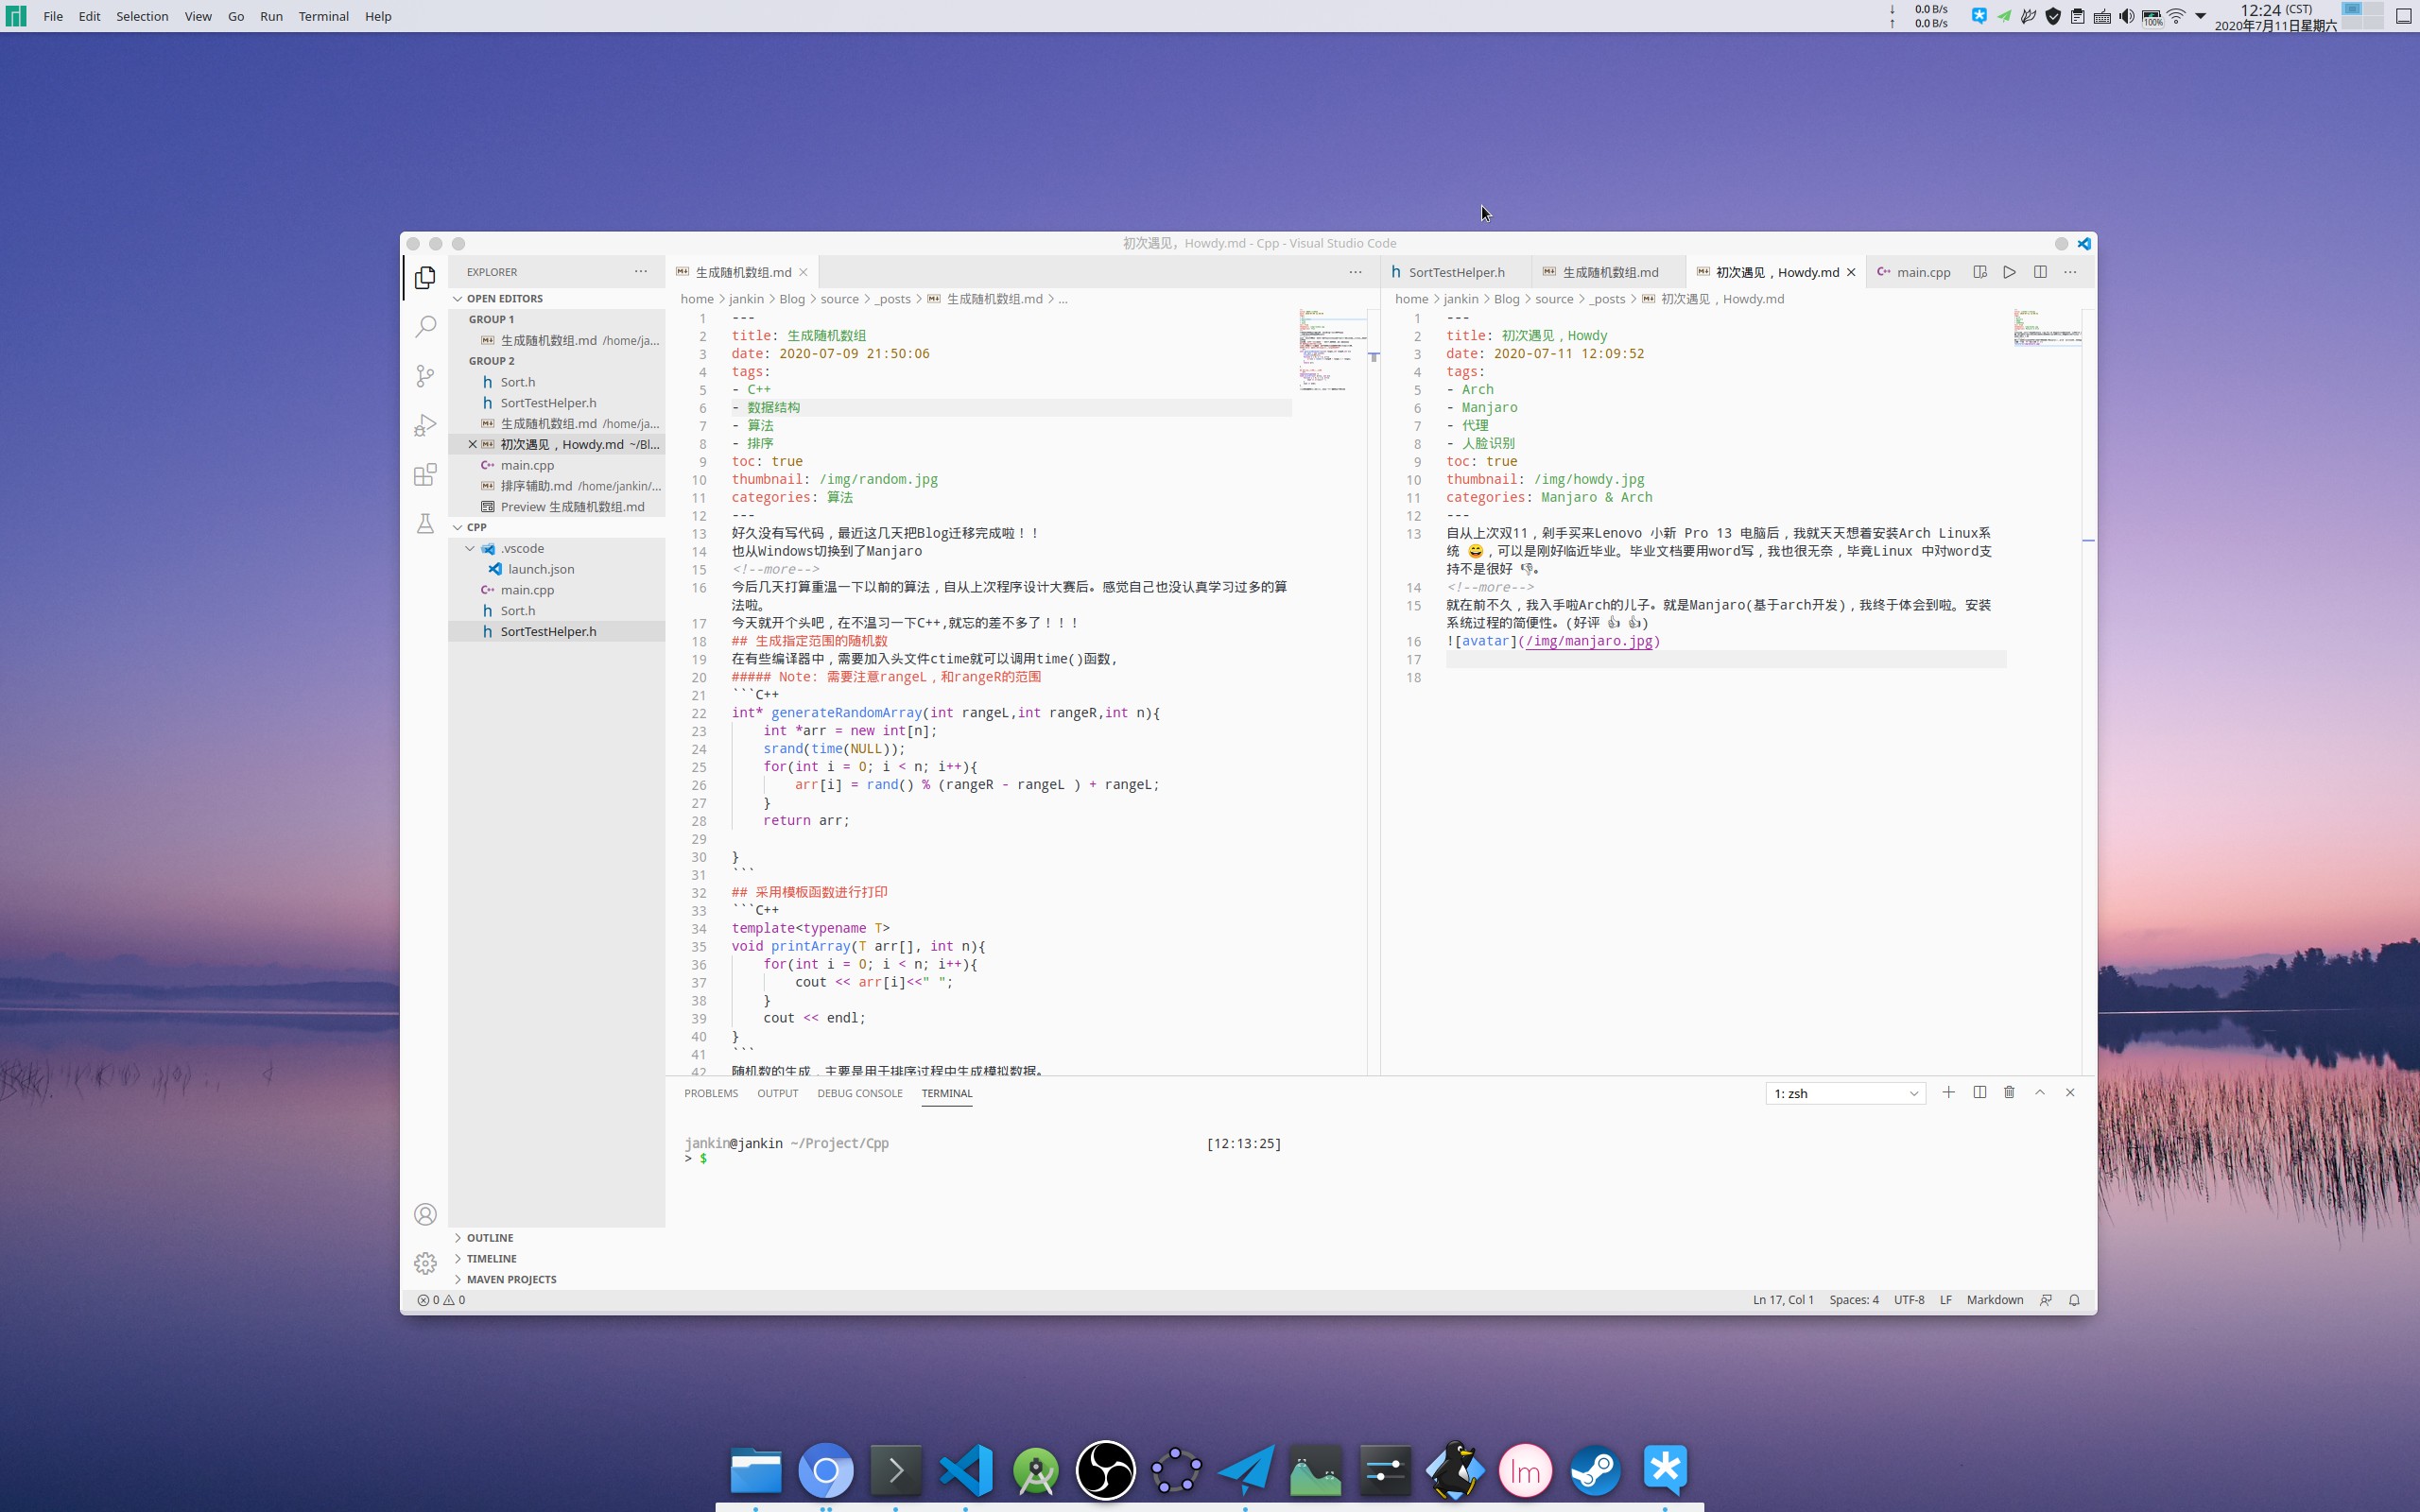 File Edit Selection View Go Run Terminal Help
↓ 0.0 B/s
↑ 0.0 B/s
100%
12:24 (CST)
2020年7月11日星期六
初次遇见，Howdy.md - Cpp - Visual Studio Code
EXPLORER
OPEN EDITORS
GROUP 1
生成随机数组.md /home/ja...
GROUP 2
Sort.h
SortTestHelper.h
生成随机数组.md /home/ja...
初次遇见，Howdy.md ~/Bl...
main.cpp
排序辅助.md /home/jankin/...
Preview 生成随机数组.md
CPP
.vscode
launch.json
main.cpp
Sort.h
SortTestHelper.h
OUTLINE
TIMELINE
MAVEN PROJECTS
生成随机数组.md
home > jankin > Blog > source > _posts > 生成随机数组.md > ...
1 ---
2 title: 生成随机数组
3 date: 2020-07-09 21:50:06
4 tags:
5 - C++
6 - 数据结构
7 - 算法
8 - 排序
9 toc: true
10 thumbnail: /img/random.jpg
11 categories: 算法
12 ---
13 好久没有写代码，最近这几天把Blog迁移完成啦！！
14 也从Windows切换到了Manjaro
15 <!--more-->
16 今后几天打算重温一下以前的算法，自从上次程序设计大赛后。感觉自己也没认真学习过多的算
法啦。
17 今天就开个头吧，在不温习一下C++,就忘的差不多了！！！
18 ## 生成指定范围的随机数
19 在有些编译器中，需要加入头文件ctime就可以调用time()函数,
20 ##### Note: 需要注意rangeL，和rangeR的范围
21 ```C++
22 int* generateRandomArray(int rangeL,int rangeR,int n){
23 int *arr = new int[n];
24 srand(time(NULL));
25 for(int i = 0; i < n; i++){
26 arr[i] = rand() % (rangeR - rangeL ) + rangeL;
27 }
28 return arr;
29
30 }
31 ```
32 ## 采用模板函数进行打印
33 ```C++
34 template<typename T>
35 void printArray(T arr[], int n){
36 for(int i = 0; i < n; i++){
37 cout << arr[i]<<" ";
38 }
39 cout << endl;
40 }
41 ```
42 随机数的生成，主要是用于排序过程中生成模拟数据。
SortTestHelper.h 生成随机数组.md 初次遇见，Howdy.md main.cpp
home > jankin > Blog > source > _posts > 初次遇见，Howdy.md
1 ---
2 title: 初次遇见，Howdy
3 date: 2020-07-11 12:09:52
4 tags:
5 - Arch
6 - Manjaro
7 - 代理
8 - 人脸识别
9 toc: true
10 thumbnail: /img/howdy.jpg
11 categories: Manjaro & Arch
12 ---
13 自从上次双11，剁手买来Lenovo 小新 Pro 13 电脑后，我就天天想着安装Arch Linux系
统 😄，可以是刚好临近毕业。毕业文档要用word写，我也很无奈，毕竟Linux 中对word支
持不是很好 👎。
14 <!--more-->
15 就在前不久，我入手啦Arch的儿子。就是Manjaro(基于arch开发)，我终于体会到啦。安装
系统过程的简便性。(好评 👍 👍)
16 ![avatar](/img/manjaro.jpg)
17
18
PROBLEMS OUTPUT DEBUG CONSOLE TERMINAL
1: zsh
jankin@jankin ~/Project/Cpp [12:13:25]
> $
0 0
Ln 17, Col 1 Spaces: 4 UTF-8 LF Markdown
lm